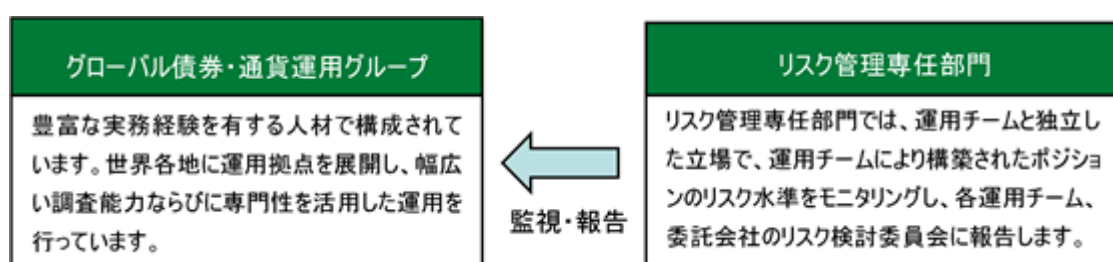 グローバル債券・通貨運用グループ
豊富な実務経験を有する人材で構成されて
います。世界各地に運用拠点を展開し、幅広
い調査能力ならびに専門性を活用した運用を
行っています。
監視・報告
リスク管理専任部門
リスク管理専任部門では、運用チームと独立し
た立場で、運用チームにより構築されたポジショ
ンのリスク水準をモニタリングし、各運用チーム、
委託会社のリスク検討委員会に報告します。